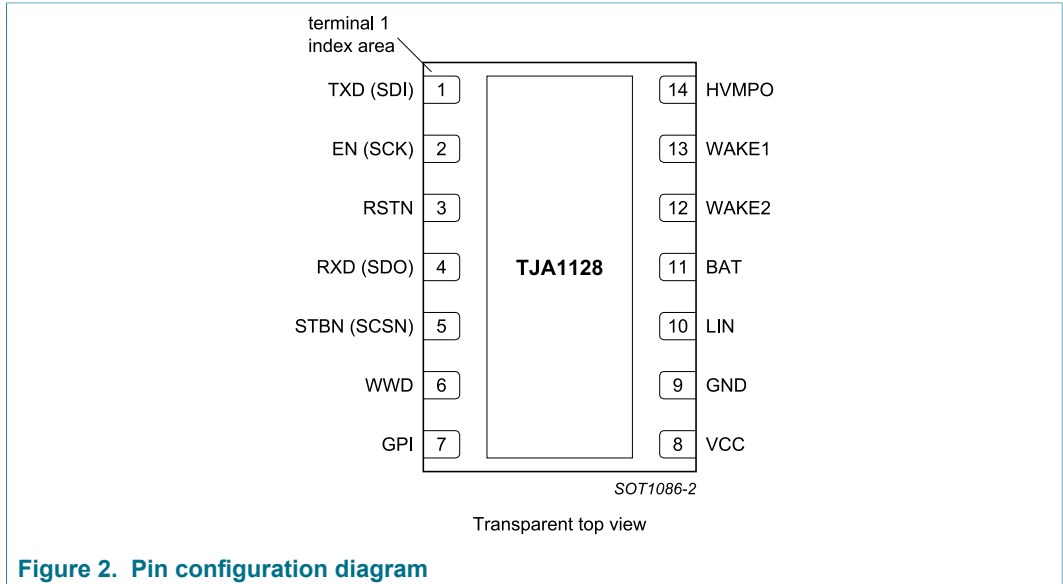 terminal 1
index area
TXD (SDI) 1
14 HVMPO
EN (SCK) 2
13 WAKE1
RSTN 3
12 WAKE2
RXD (SDO) 4
TJA1128
11 BAT
STBN (SCSN) 5
10 LIN
WWD 6
9 GND
GPI 7
8 VCC
SOT1086-2
Transparent top view
Figure 2. Pin configuration diagram